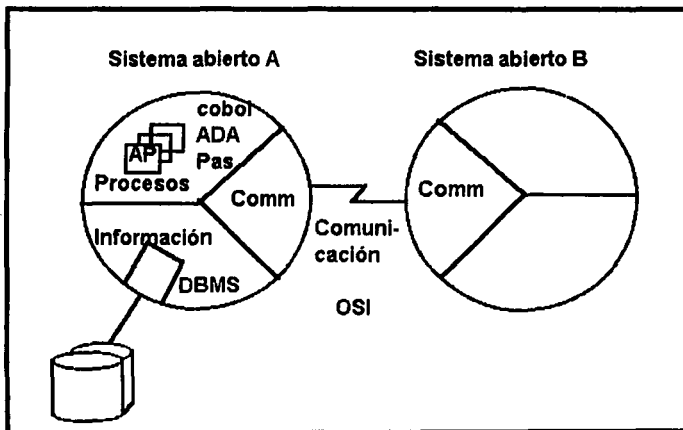 Sistema abierto A
Sistema abierto B
cobol
ADA
Pas
AP
Procesos
Comm
Comm
Información
DBMS
Comuni-
cación
OSI